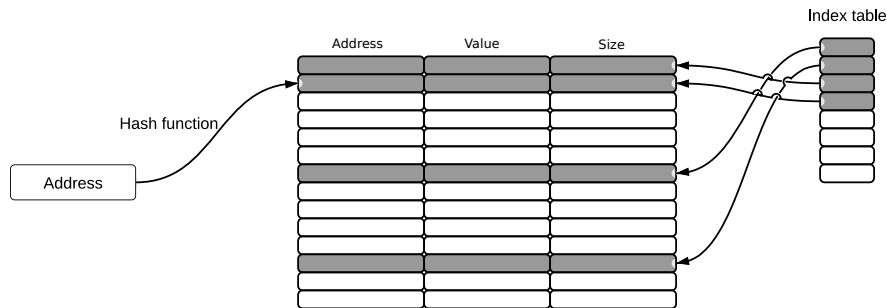 Index table
Address Value Size
Hash function
Address